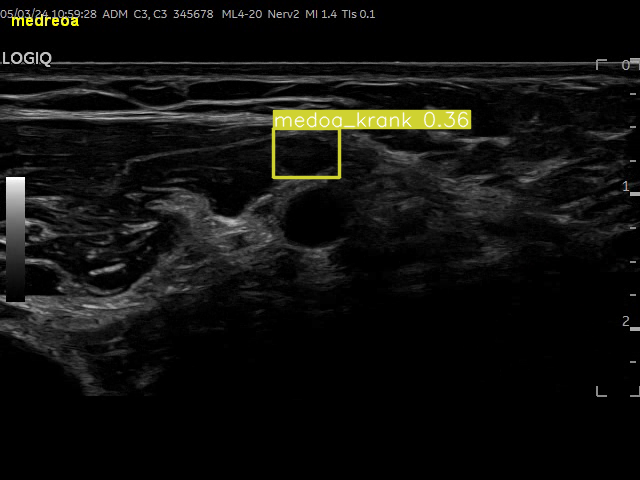 05/03/24 10:59:28 ADM C3, C3 345678 ML4-20 Nerv2 MI 1.4 TIs 0.1
medreoa
LOGIQ
0
medoa_krank 0.36
1
2